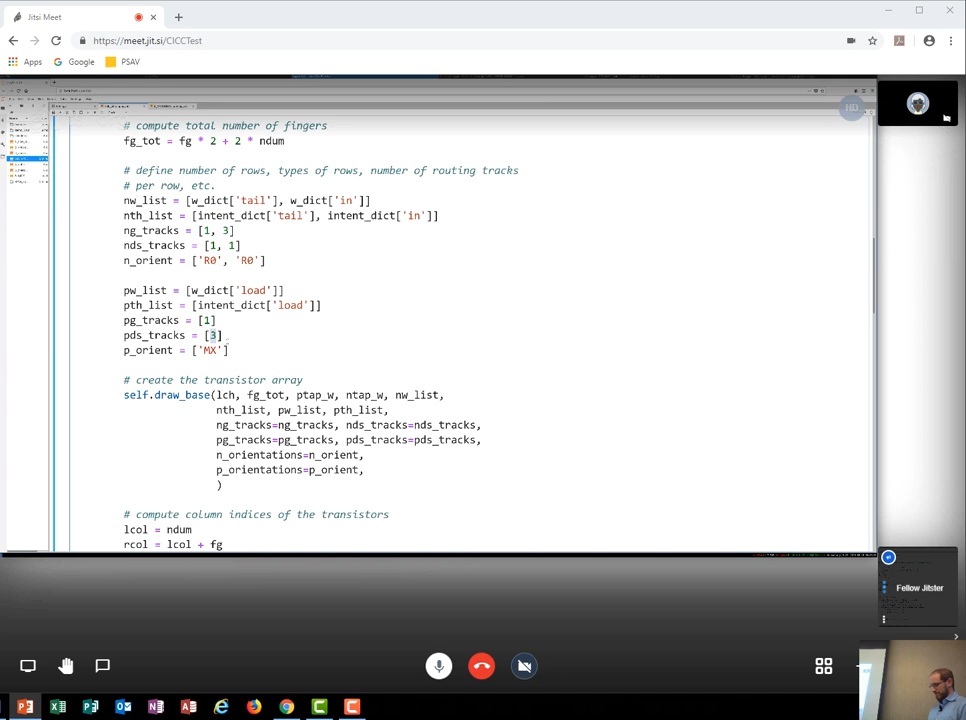 Jitsi Meet
https://meet.jit.si/CICCTest
Apps
Google
PSAV
HD
# compute total number of fingers
fg_tot = fg * 2 + 2 * ndum
# define number of rows, types of rows, number of routing tracks
# per row, etc.
nw_list = [w_dict['tail'], w_dict['in']]
nth_list = [intent_dict['tail'], intent_dict['in']]
ng_tracks = [1, 3]
nds_tracks = [1, 1]
n_orient = ['R0', 'R0']
pw_list = [w_dict['load']]
pth_list = [intent_dict['load']]
pg_tracks = [1]
pds_tracks = [3]
p_orient = ['MX']
# create the transistor array
self.draw_base(lch, fg_tot, ptap_w, ntap_w, nw_list,
nth_list, pw_list, pth_list,
ng_tracks=ng_tracks, nds_tracks=nds_tracks,
pg_tracks=pg_tracks, pds_tracks=pds_tracks,
n_orientations=n_orient,
p_orientations=p_orient,
)
# compute column indices of the transistors
lcol = ndum
rcol = lcol + fg
Fellow Jitster